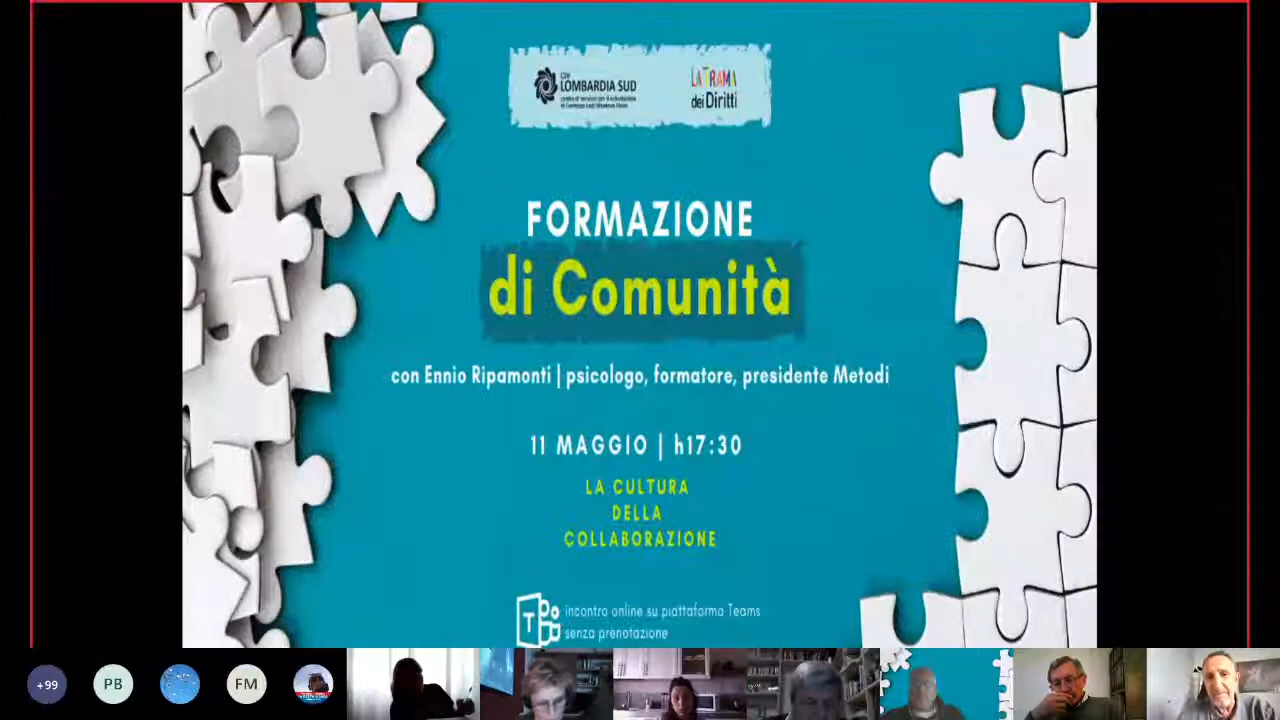 CSV
LOMBARDIA SUD
LA TRAMA
dei Diritti
FORMAZIONE
di Comunità
con Ennio Ripamonti | psicologo, formatore, presidente Metodi
11 MAGGIO | h17:30
LA CULTURA
DELLA
COLLABORAZIONE
T
incontro online su piattaforma Teams
senza prenotazione
+99
PB
FM